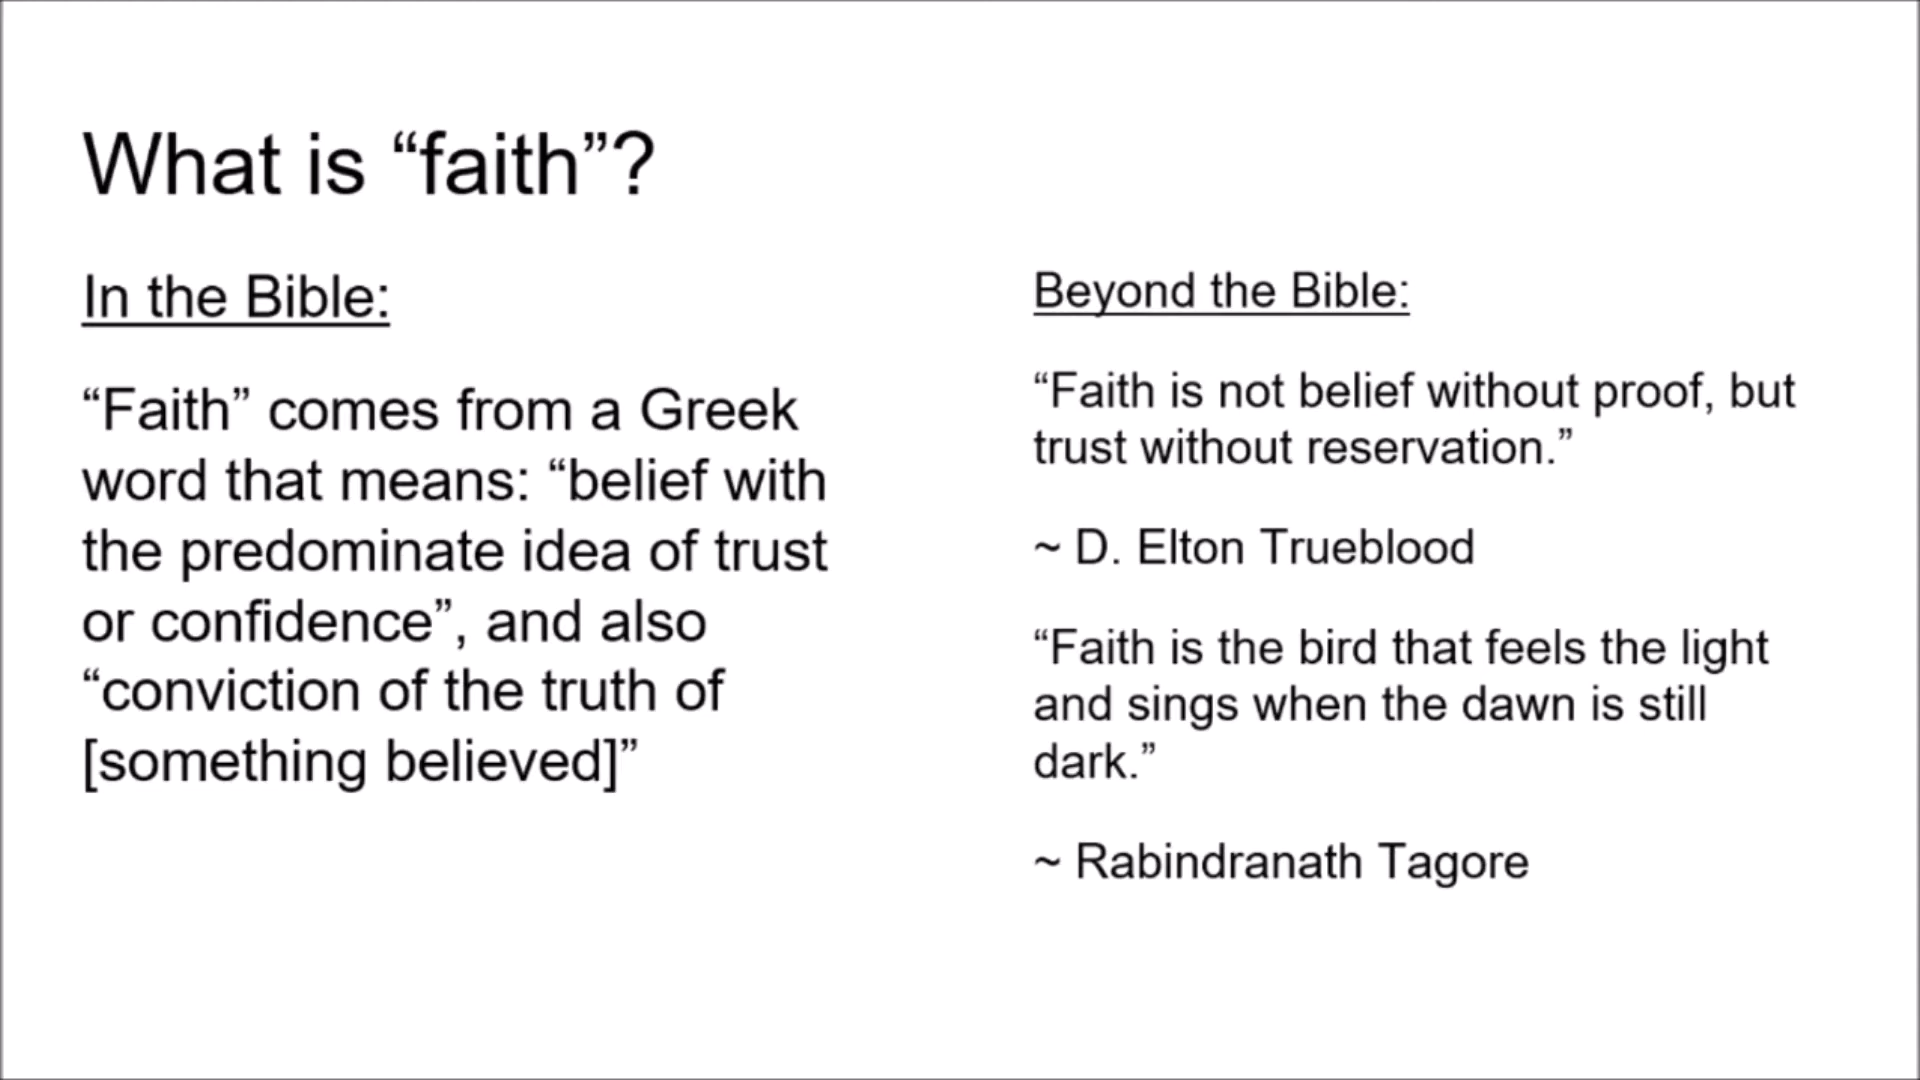 What is “faith”?
In the Bible:
“Faith” comes from a Greek
word that means: “belief with
the predominate idea of trust
or confidence”, and also
“conviction of the truth of
[something believed]”
Beyond the Bible:
“Faith is not belief without proof, but
trust without reservation.”
~ D. Elton Trueblood
“Faith is the bird that feels the light
and sings when the dawn is still
dark.”
~ Rabindranath Tagore